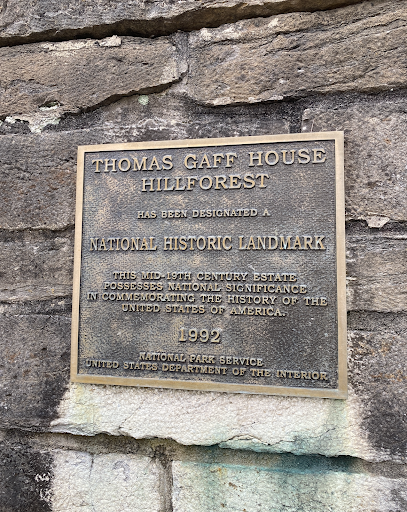 THOMAS GAFF HOUSE
HILLFOREST
HAS BEEN DESIGNATED A
NATIONAL HISTORIC LANDMARK
THIS MID-19TH CENTURY ESTATE
POSSESSES NATIONAL SIGNIFICANCE
IN COMMEMORATING THE HISTORY OF THE
UNITED STATES OF AMERICA.
1992
NATIONAL PARK SERVICE
UNITED STATES DEPARTMENT OF THE INTERIOR